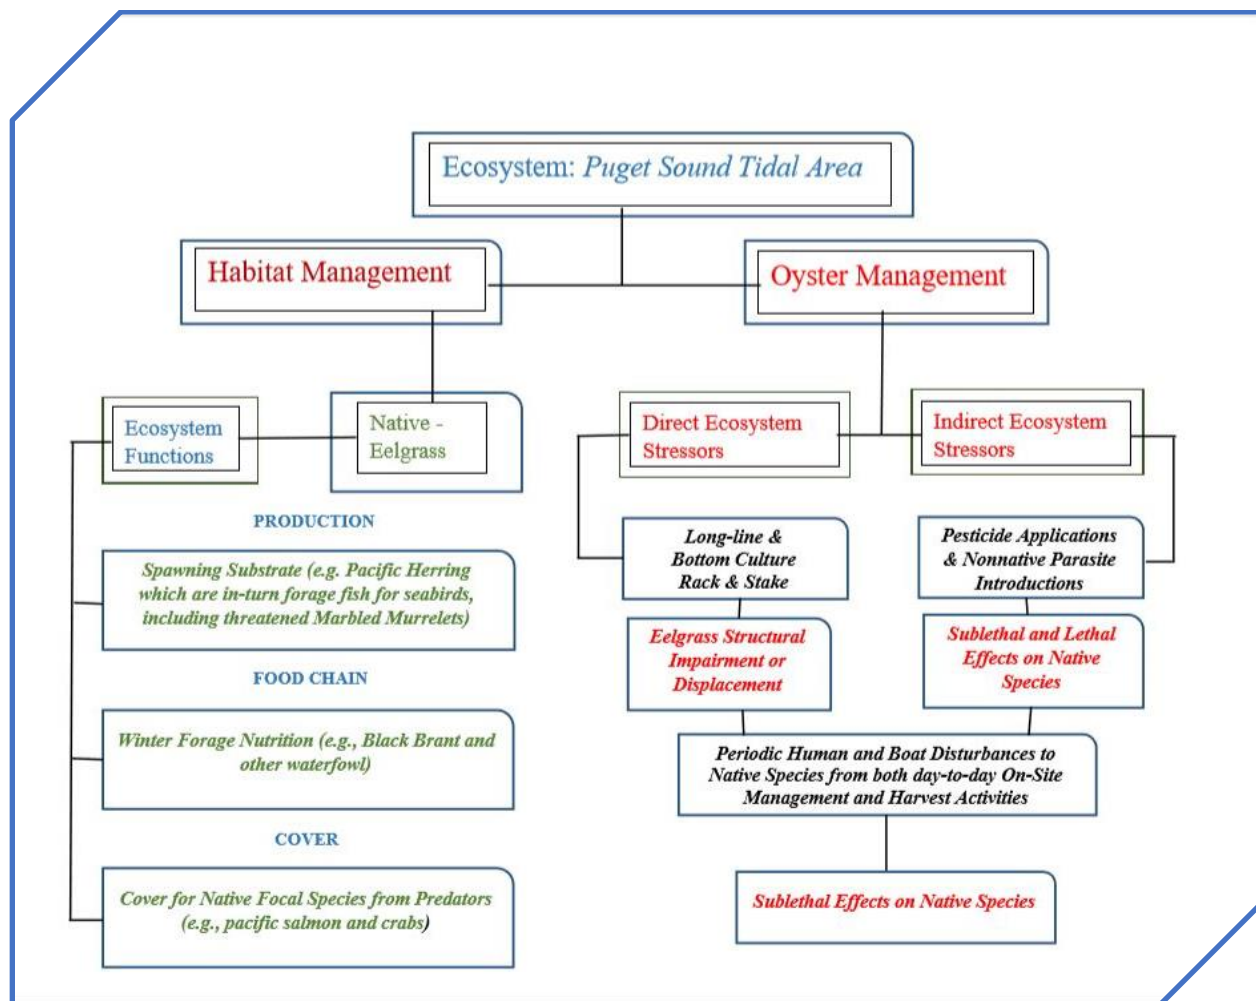 Ecosystem: Puget Sound Tidal Area
Habitat Management
Oyster Management
Ecosystem
Functions
Native -
Eelgrass
Direct Ecosystem
Stressors
Indirect Ecosystem
Stressors
PRODUCTION
Spawning Substrate (e.g. Pacific Herring
which are in-turn forage fish for seabirds,
including threatened Marbled Murrelets)
FOOD CHAIN
Winter Forage Nutrition (e.g., Black Brant and
other waterfowl)
COVER
Cover for Native Focal Species from Predators
(e.g., pacific salmon and crabs)
Long-line &
Bottom Culture
Rack & Stake
Eelgrass Structural
Impairment or
Displacement
Pesticide Applications
& Nonnative Parasite
Introductions
Sublethal and Lethal
Effects on Native
Species
Periodic Human and Boat Disturbances to
Native Species from both day-to-day On-Site
Management and Harvest Activities
Sublethal Effects on Native Species